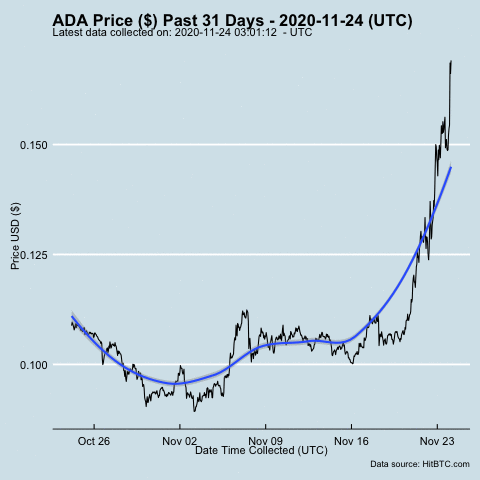 ADA Price ($) Past 31 Days - 2020-11-24 (UTC)
Latest data collected on: 2020-11-24 03:01:12  - UTC
Price USD ($)
0.150
0.125
0.100
Oct 26 Nov 02 Nov 09 Nov 16 Nov 23
Date Time Collected (UTC)
Data source: HitBTC.com